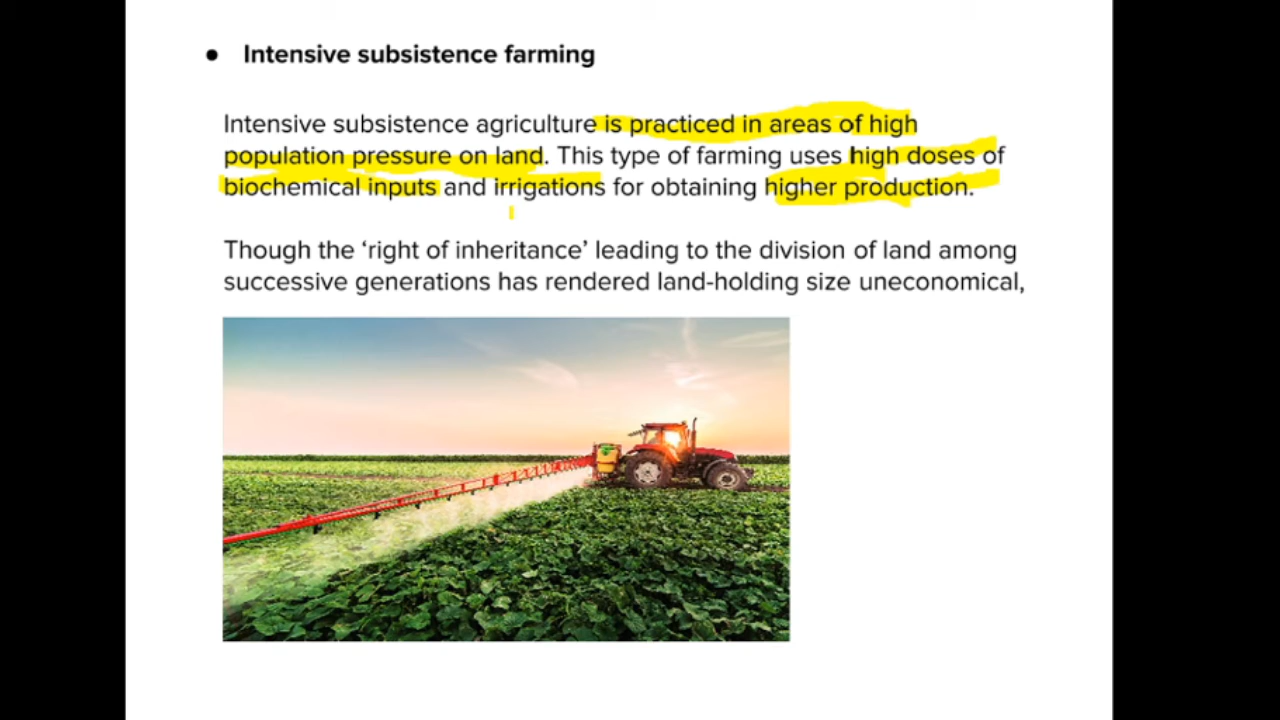 ● Intensive subsistence farming
Intensive subsistence agriculture is practiced in areas of high
population pressure on land. This type of farming uses high doses of
biochemical inputs and irrigations for obtaining higher production.
Though the ‘right of inheritance’ leading to the division of land among
successive generations has rendered land-holding size uneconomical,